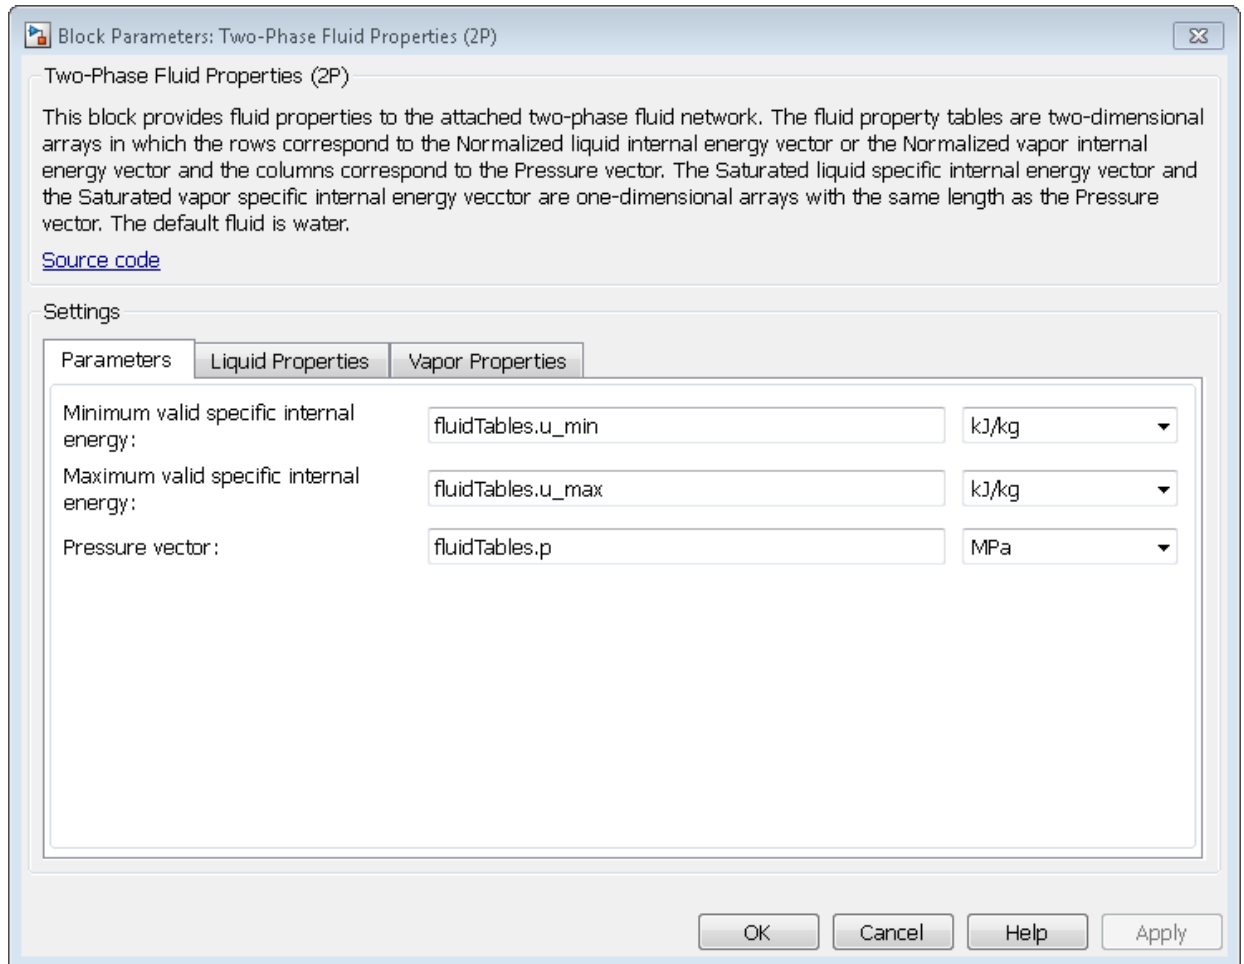 Block Parameters: Two-Phase Fluid Properties (2P)
Two-Phase Fluid Properties (2P)
This block provides fluid properties to the attached two-phase fluid network. The fluid property tables are two-dimensional
arrays in which the rows correspond to the Normalized liquid internal energy vector or the Normalized vapor internal
energy vector and the columns correspond to the Pressure vector. The Saturated liquid specific internal energy vector and
the Saturated vapor specific internal energy vecctor are one-dimensional arrays with the same length as the Pressure
vector. The default fluid is water.
Source code
Settings
Parameters Liquid Properties Vapor Properties
Minimum valid specific internal
energy: fluidTables.u_min kJ/kg
Maximum valid specific internal
energy: fluidTables.u_max kJ/kg
Pressure vector: fluidTables.p MPa
OK Cancel Help Apply